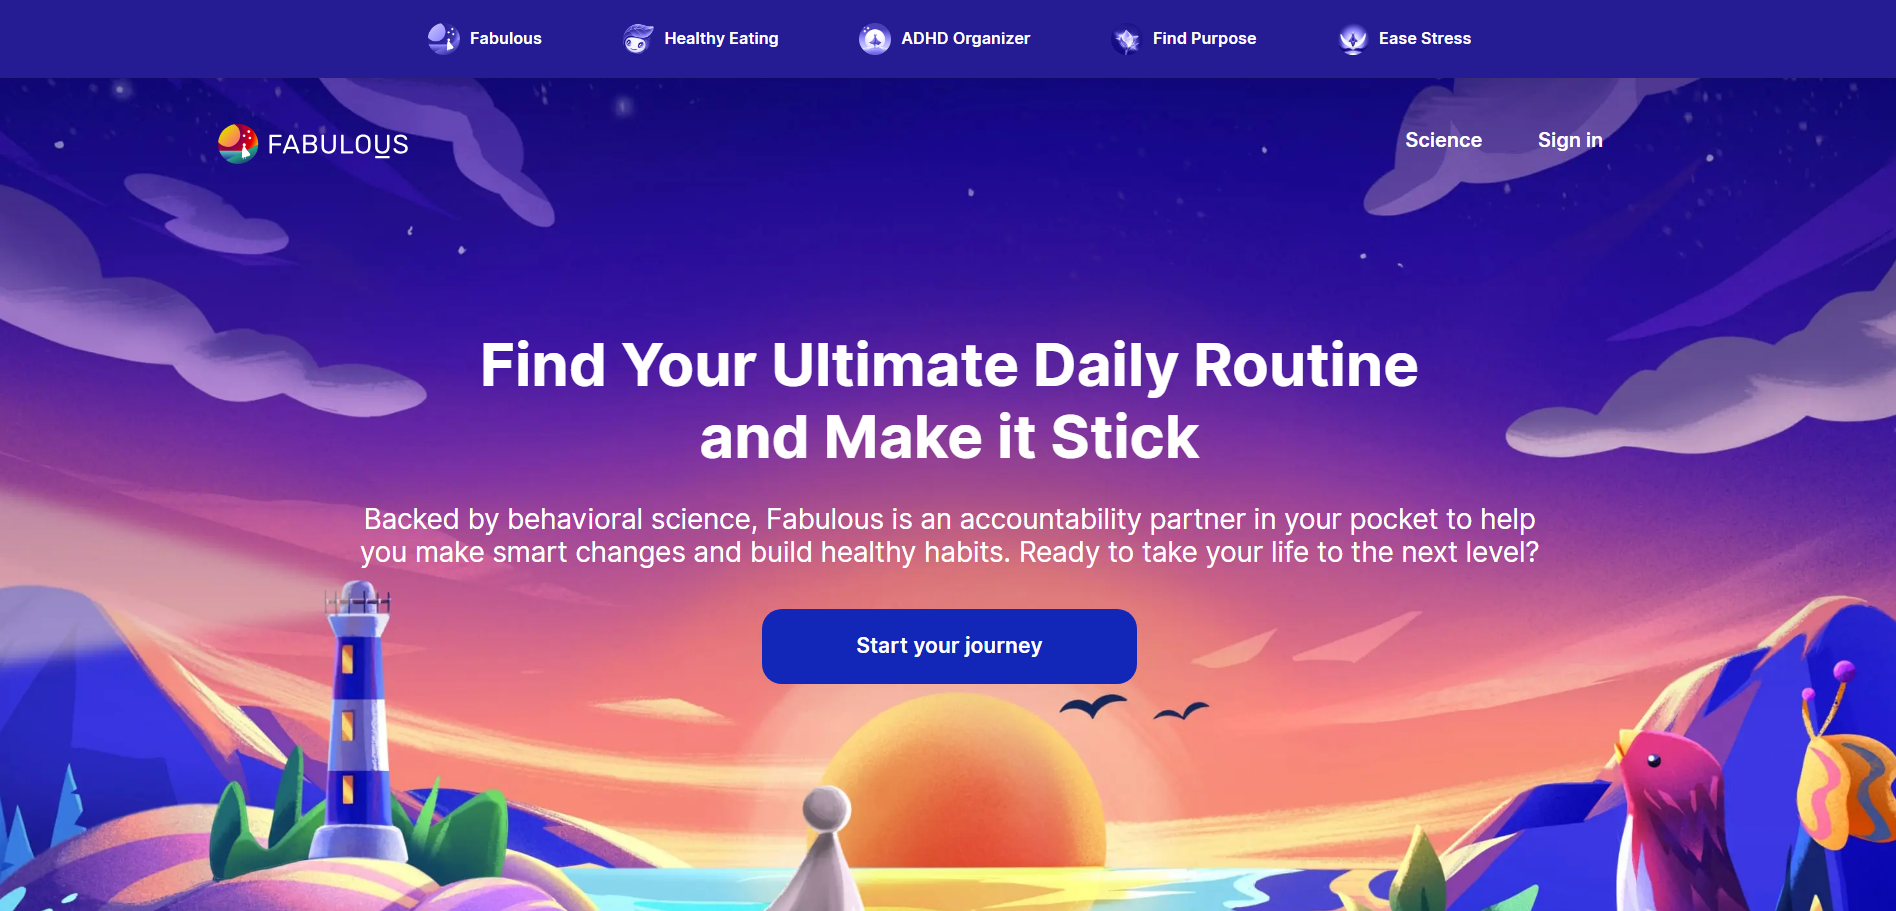 Fabulous
Healthy Eating
ADHD Organizer
Find Purpose
Ease Stress
FABULOUS
Science
Sign in
Find Your Ultimate Daily Routine
and Make it Stick
Backed by behavioral science, Fabulous is an accountability partner in your pocket to help
you make smart changes and build healthy habits. Ready to take your life to the next level?
Start your journey